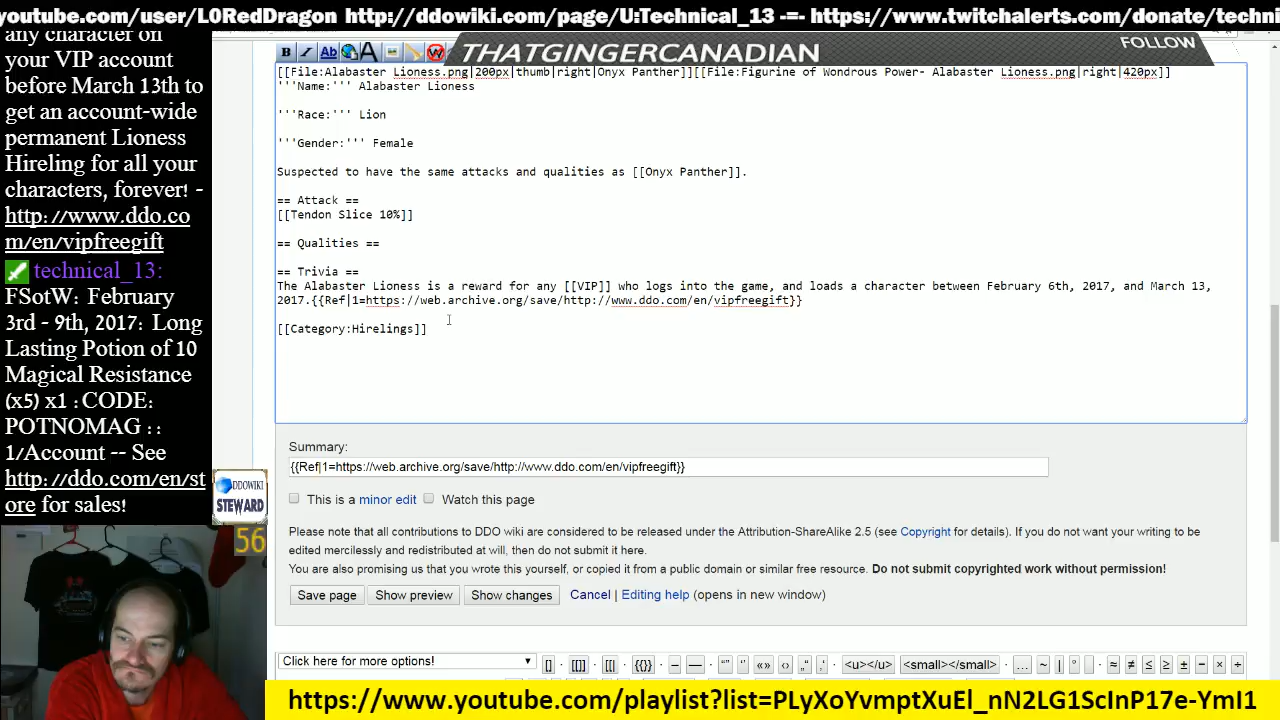 youtube.com/user/L0RedDragon http://ddowiki.com/page/U:Technical_13 -=- https://www.twitchalerts.com/donate/techni
any character on
your VIP account
before March 13th to
get an account-wide
permanent Lioness
Hireling for all your
characters, forever! -
http://www.ddo.co
m/en/vipfreegift
technical_13:
FSotW: February
3rd - 9th, 2017: Long
Lasting Potion of 10
Magical Resistance
(x5) x1 :CODE:
POTNOMAG : :
1/Account -- See
http://ddo.com/en/st
ore for sales!
DDOWIKI
STEWARD
56
THATGINGERCANADIAN
FOLLOW
B I Ab A W
[[File:Alabaster Lioness.png|200px|thumb|right|Onyx Panther]][[File:Figurine of Wondrous Power- Alabaster Lioness.png|right|420px]]
'''Name:''' Alabaster Lioness
'''Race:''' Lion
'''Gender:''' Female
Suspected to have the same attacks and qualities as [[Onyx Panther]].
== Attack ==
[[Tendon Slice 10%]]
== Qualities ==
== Trivia ==
The Alabaster Lioness is a reward for any [[VIP]] who logs into the game, and loads a character between February 6th, 2017, and March 13,
2017.{{Ref|1=https://web.archive.org/save/http://www.ddo.com/en/vipfreegift}}
[[Category:Hirelings]]
Summary:
{{Ref|1=https://web.archive.org/save/http://www.ddo.com/en/vipfreegift}}
This is a minor edit Watch this page
Please note that all contributions to DDO wiki are considered to be released under the Attribution-ShareAlike 2.5 (see Copyright for details). If you do not want your writing to be
edited mercilessly and redistributed at will, then do not submit it here.
You are also promising us that you wrote this yourself, or copied it from a public domain or similar free resource. Do not submit copyrighted work without permission!
Save page Show preview Show changes Cancel | Editing help (opens in new window)
Click here for more options! [] · [[]] · [[| · {{}} · – · — · “” · ‘’ · «» · ‹› · „“ · ‚‘ · <u></u> · <small></small> · … · ~ · | · ° · · ≈ · ≠ · ≤ · ≥ · ± · − · × · ÷
https://www.youtube.com/playlist?list=PLyXoYvmptXuEl_nN2LG1ScInP17e-YmI1